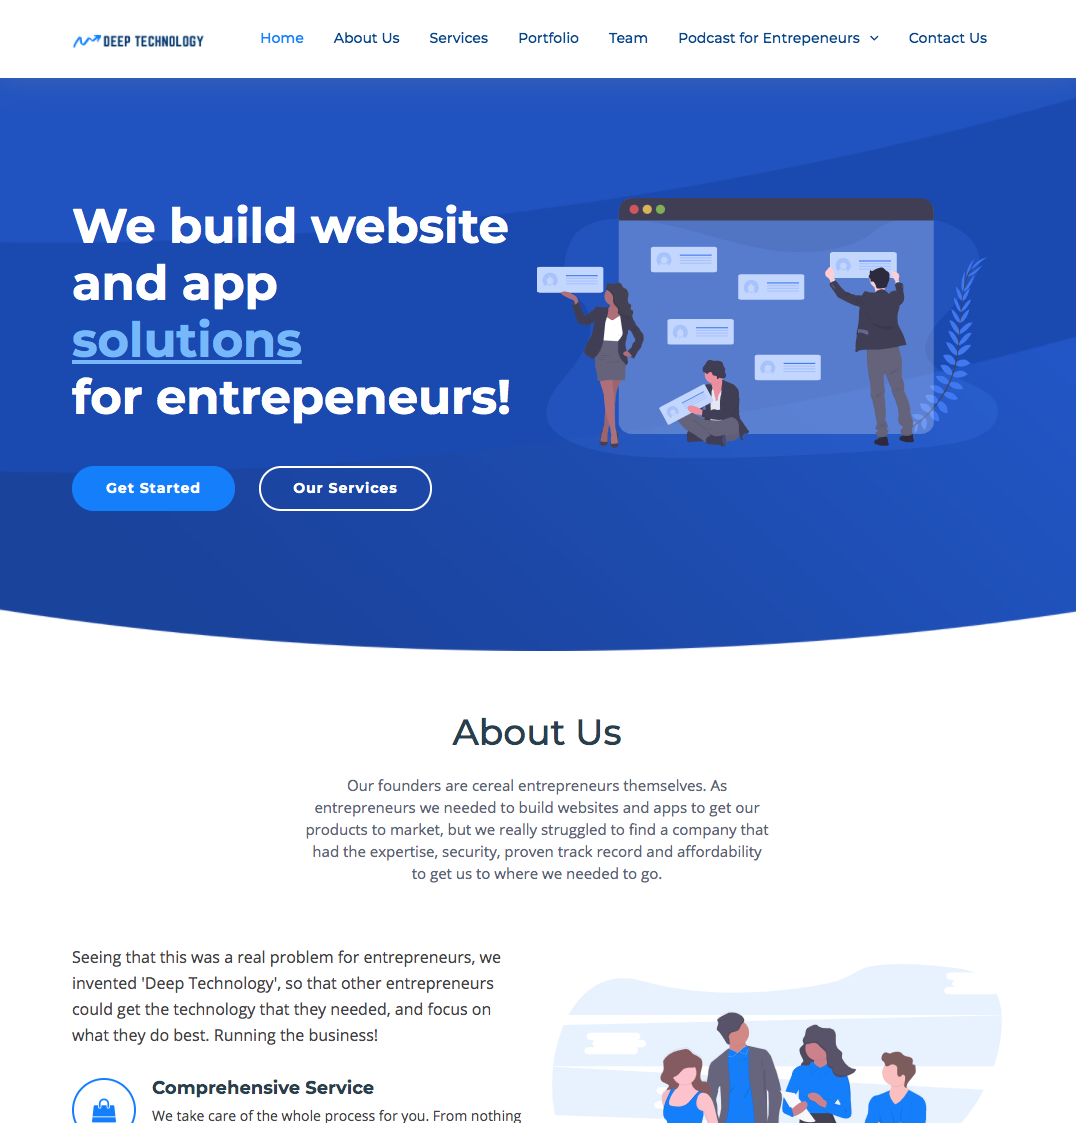 DEEP TECHNOLOGY
Home
About Us
Services
Portfolio
Team
Podcast for Entrepeneurs
Contact Us
We build website
and app
solutions
for entrepeneurs!
Get Started
Our Services
About Us
Our founders are cereal entrepreneurs themselves. As
entrepreneurs we needed to build websites and apps to get our
products to market, but we really struggled to find a company that
had the expertise, security, proven track record and affordability
to get us to where we needed to go.
Seeing that this was a real problem for entrepreneurs, we
invented 'Deep Technology', so that other entrepreneurs
could get the technology that they needed, and focus on
what they do best. Running the business!
Comprehensive Service
We take care of the whole process for you. From nothing